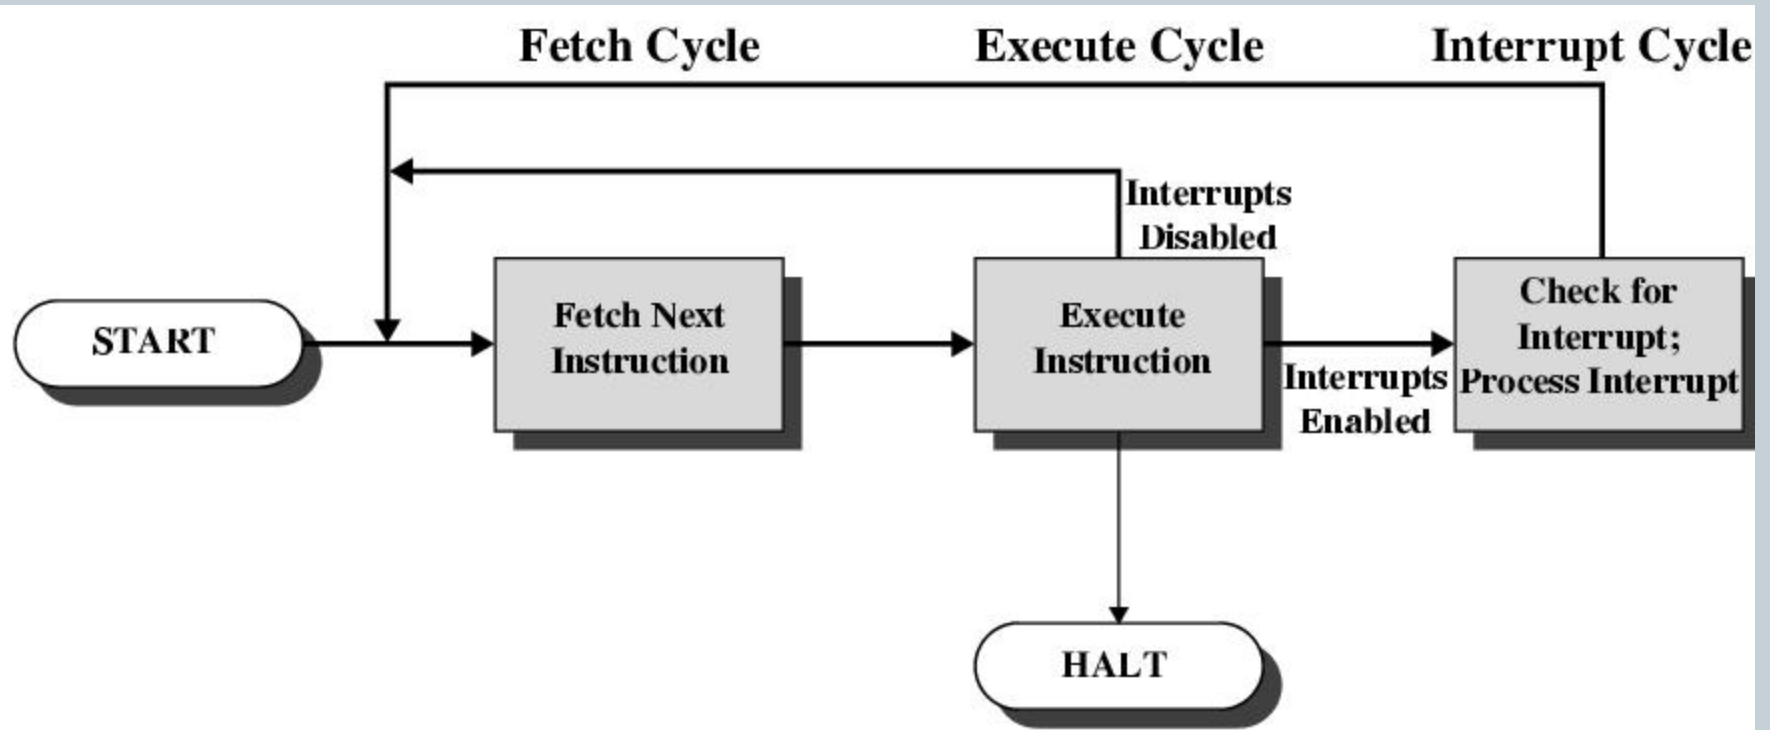 Fetch Cycle
Execute Cycle
Interrupt Cycle
Interrupts
Disabled
START
Fetch Next
Instruction
Execute
Instruction
Interrupts
Enabled
Check for
Interrupt;
Process Interrupt
HALT